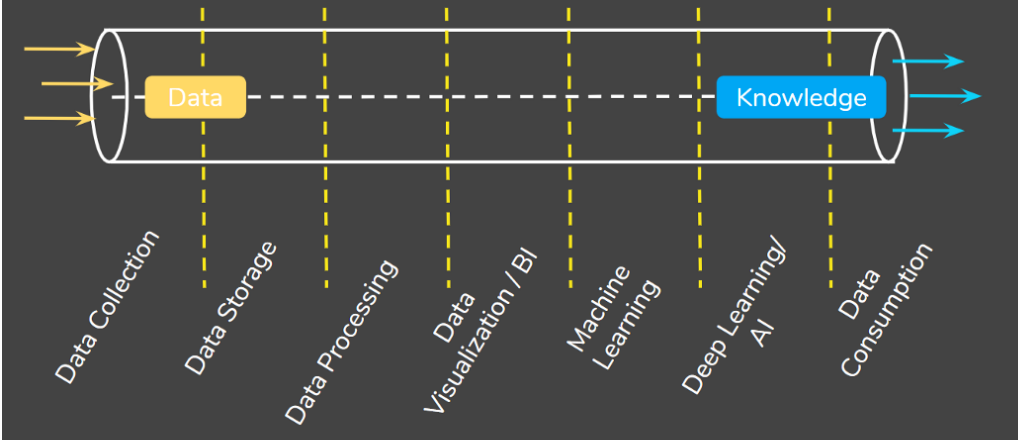 Data
Knowledge
Data Collection
Data Storage
Data Processing
Data
Visualization / BI
Machine
Learning
Deep Learning/
AI
Data
Consumption